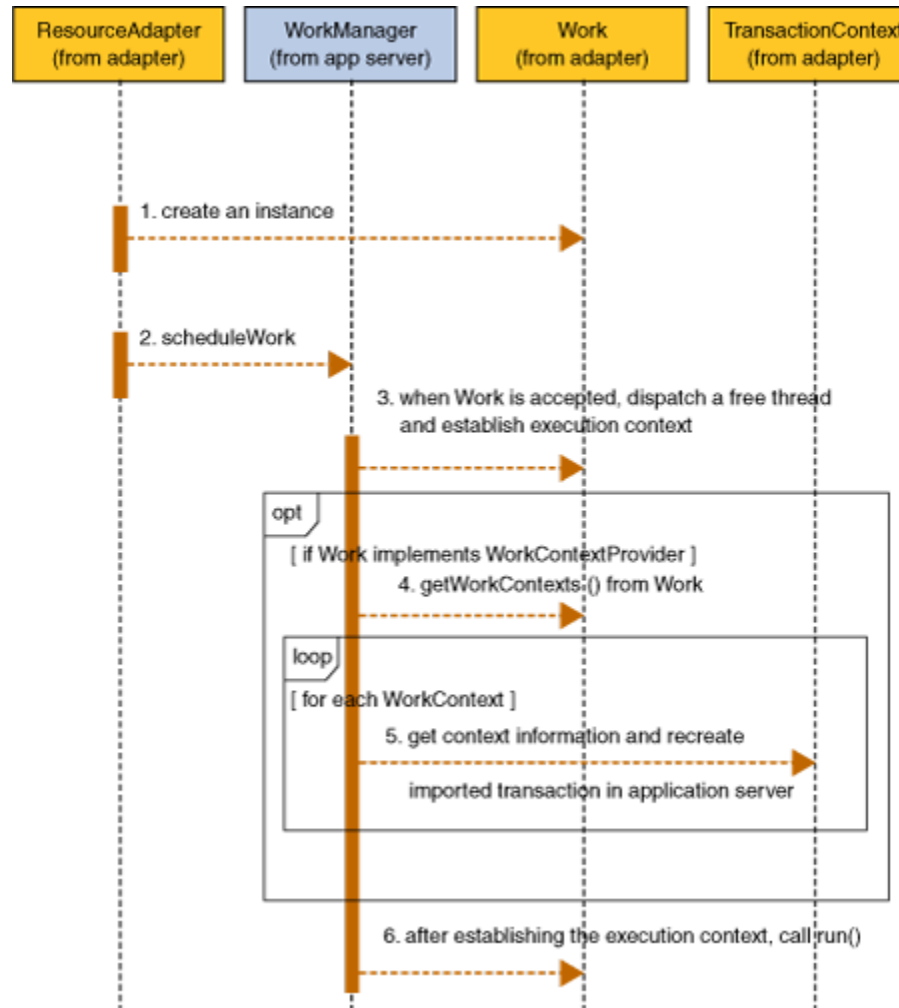 ResourceAdapter
(from adapter)
WorkManager
(from app server)
Work
(from adapter)
TransactionContext
(from adapter)
1. create an instance
2. scheduleWork
3. when Work is accepted, dispatch a free thread
and establish execution context
opt
[ if Work implements WorkContextProvider ]
4. getWorkContexts () from Work
loop
[ for each WorkContext ]
5. get context information and recreate
imported transaction in application server
6. after establishing the execution context, call run()